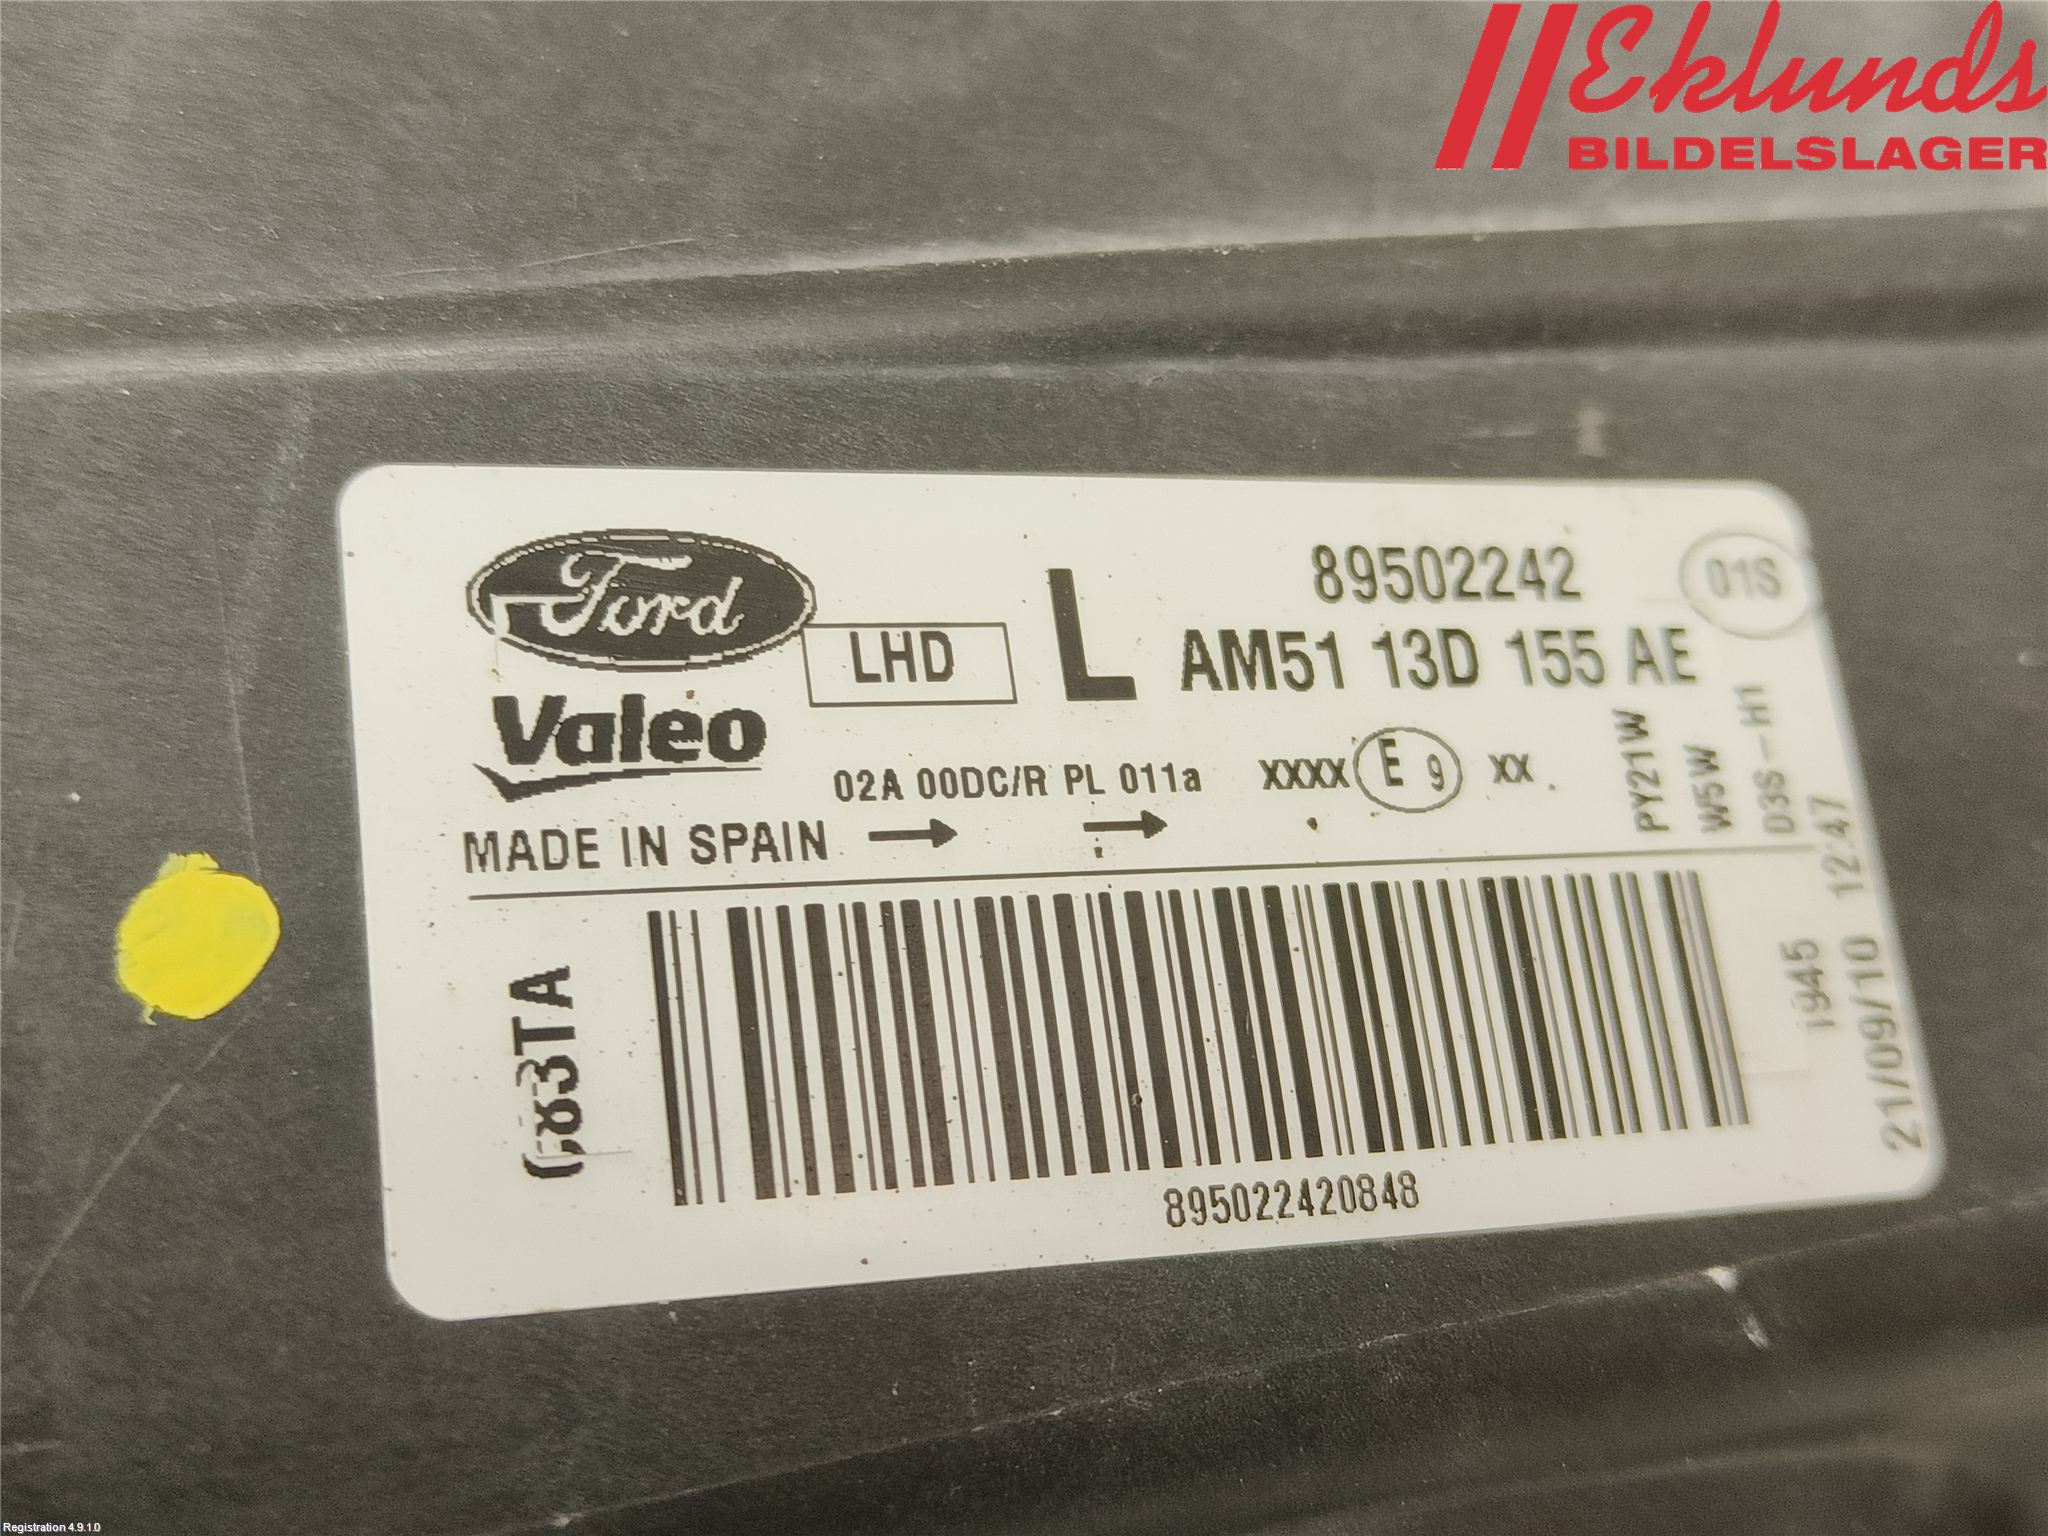 Eklunds
BILDELSLAGER
Ford
Valeo
LHD
L
89502242
01S
AM51 13D 155 AE
02A 00DC/R PL 011a XXXX E 9 XX
MADE IN SPAIN → →
PY21W
W5W
D3S-H1
895022420848
1945
21/09/10 12:47
Registration 4.9.1.0